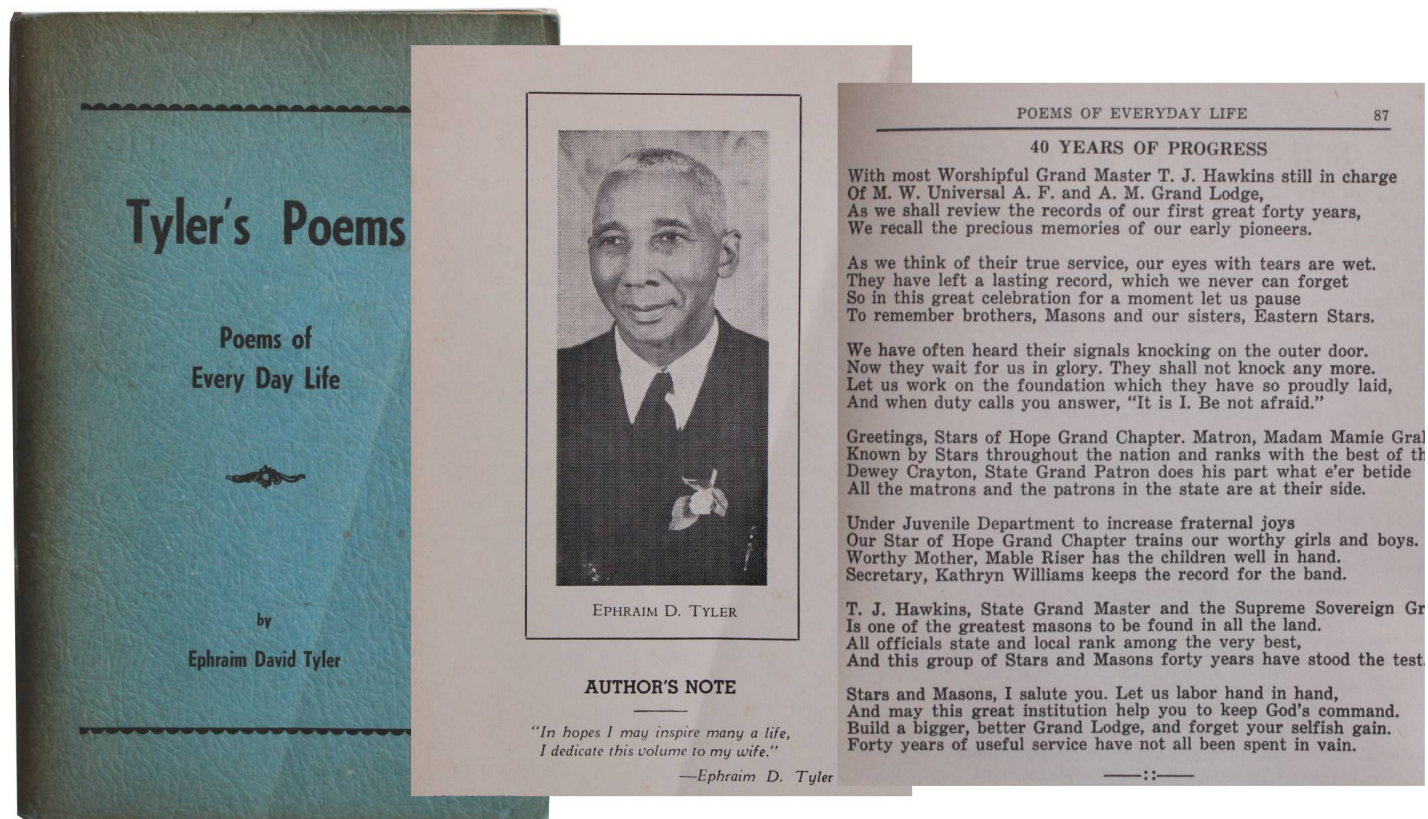 Tyler's Poems
Poems of
Every Day Life
by
Ephraim David Tyler
EPHRAIM D. TYLER
AUTHOR'S NOTE
"In hopes I may inspire many a life,
I dedicate this volume to my wife."
—Ephraim D. Tyler
POEMS OF EVERYDAY LIFE 87
40 YEARS OF PROGRESS
With most Worshipful Grand Master T. J. Hawkins still in charge
Of M. W. Universal A. F. and A. M. Grand Lodge,
As we shall review the records of our first great forty years,
We recall the precious memories of our early pioneers.
As we think of their true service, our eyes with tears are wet.
They have left a lasting record, which we never can forget
So in this great celebration for a moment let us pause
To remember brothers, Masons and our sisters, Eastern Stars.
We have often heard their signals knocking on the outer door.
Now they wait for us in glory. They shall not knock any more.
Let us work on the foundation which they have so proudly laid,
And when duty calls you answer, "It is I. Be not afraid."
Greetings, Stars of Hope Grand Chapter. Matron, Madam Mamie
Known by Stars throughout the nation and ranks with the best of
Dewey Crayton, State Grand Patron does his part what e'er betide
All the matrons and the patrons in the state are at their side.
Under Juvenile Department to increase fraternal joys
Our Star of Hope Grand Chapter trains our worthy girls and boys.
Worthy Mother, Mable Riser has the children well in hand.
Secretary, Kathryn Williams keeps the record for the band.
T. J. Hawkins, State Grand Master and the Supreme Sovereign
Is one of the greatest masons to be found in all the land.
All officials state and local rank among the very best,
And this group of Stars and Masons forty years have stood the test.
Stars and Masons, I salute you. Let us labor hand in hand,
And may this great institution help you to keep God's command.
Build a bigger, better Grand Lodge, and forget your selfish gain.
Forty years of useful service have not all been spent in vain.